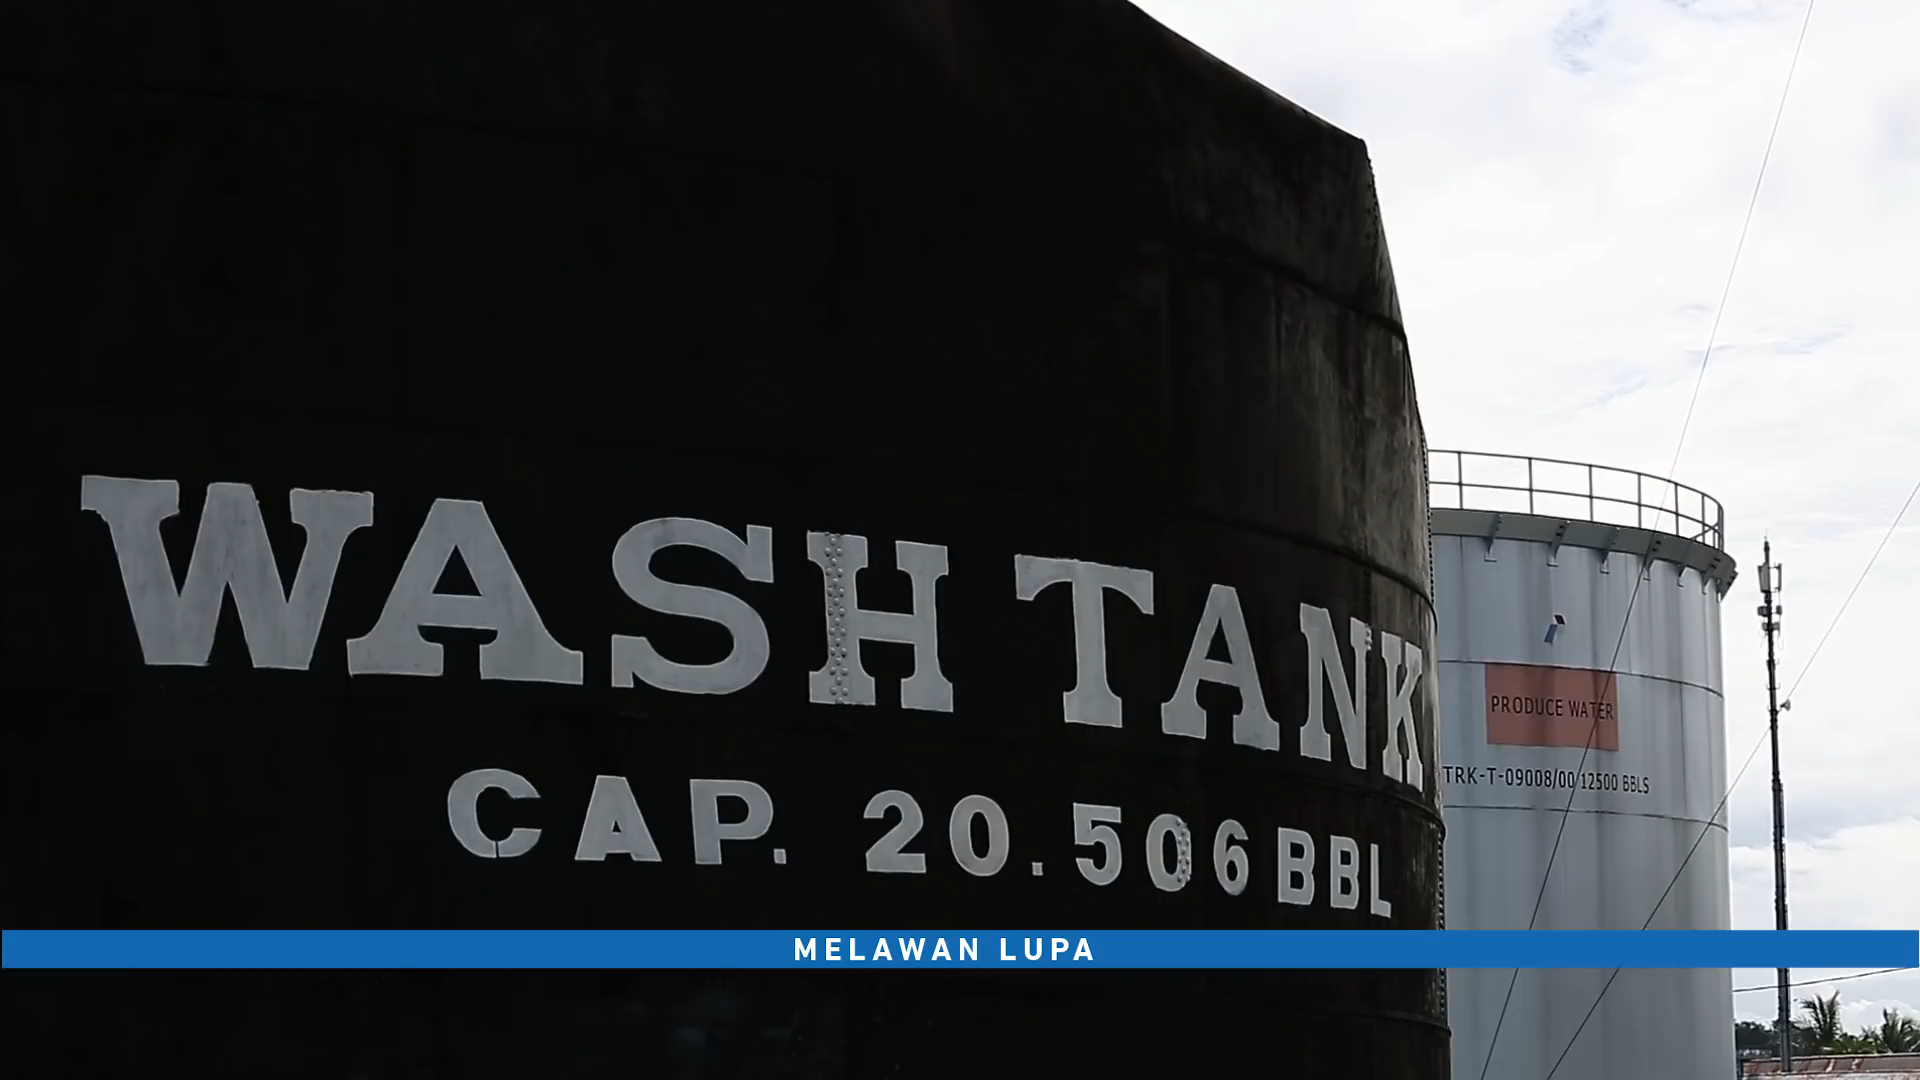 WASH TANK
CAP. 20.506 BBL
PRODUCE WATER
TRK-T-09008/00 12500 BBLS
MELAWAN LUPA